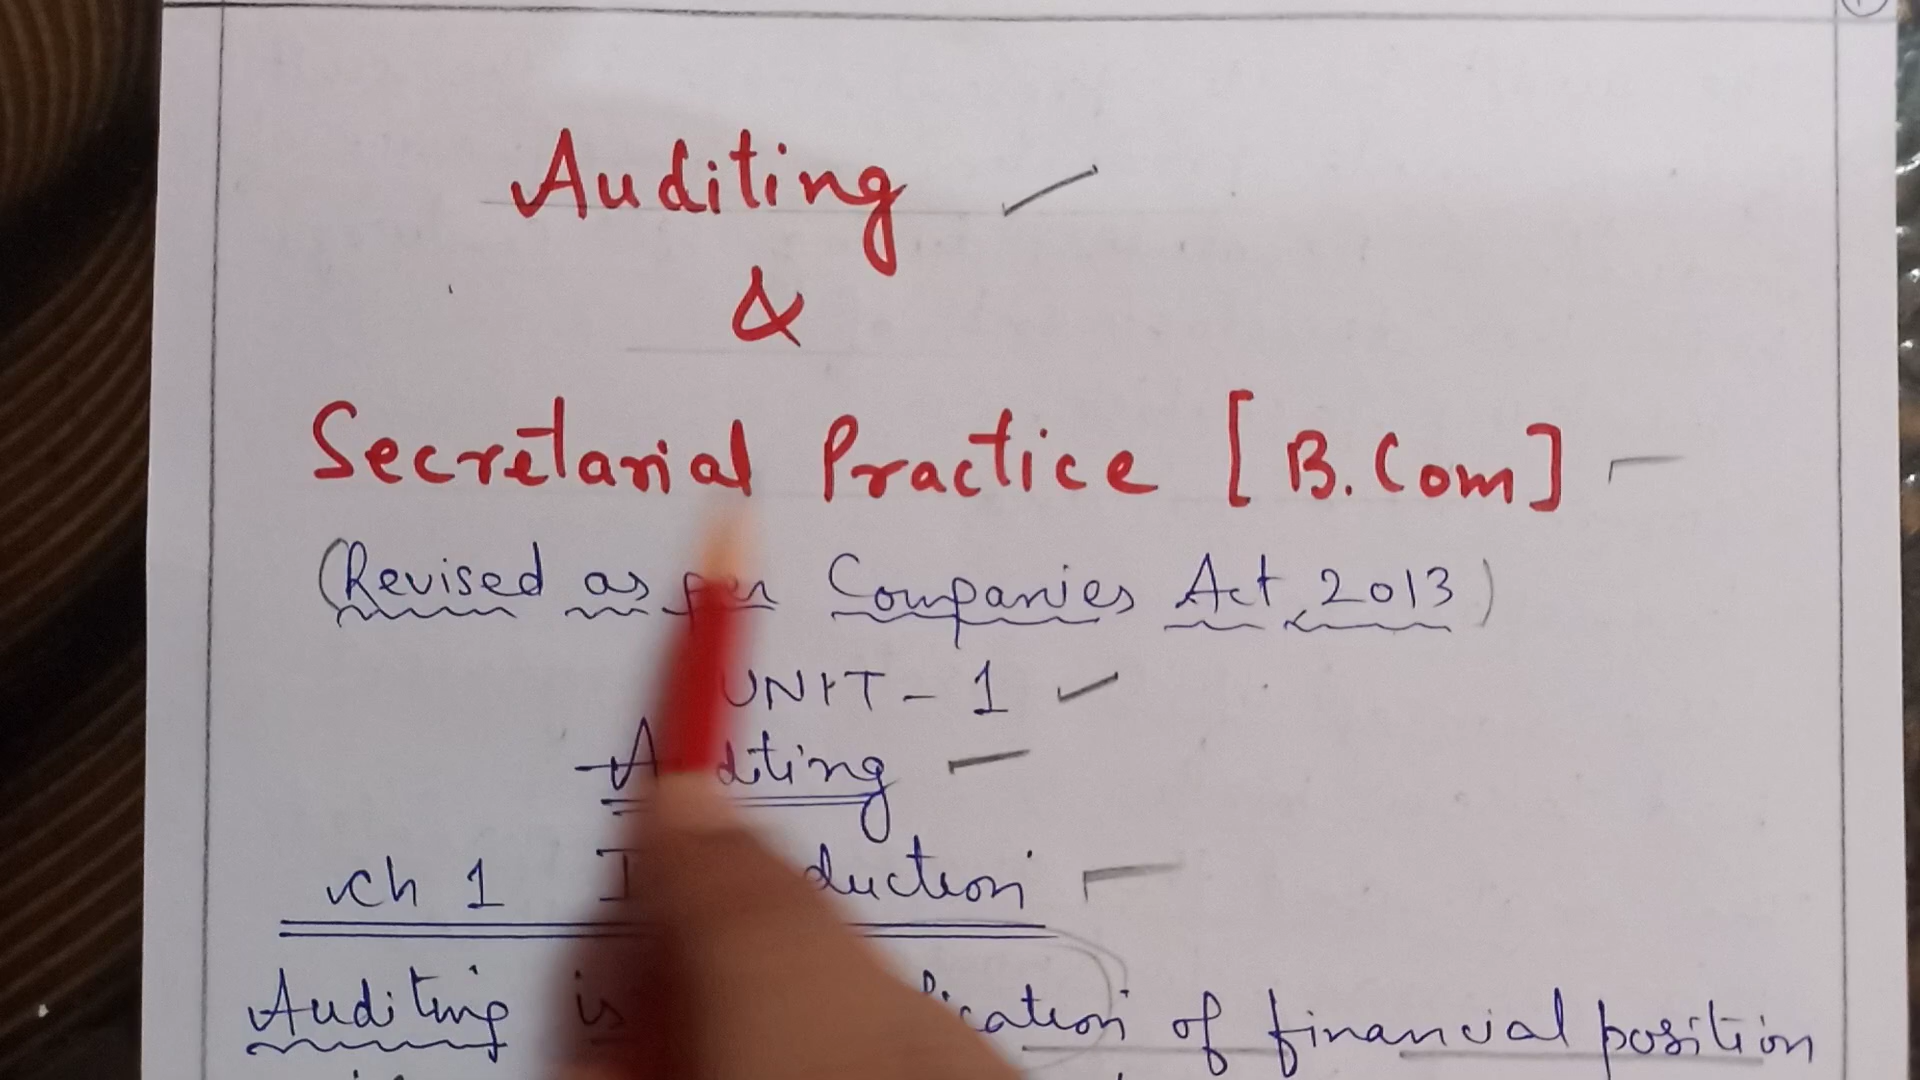 Auditing
&
Secretarial Practice [B.Com]
(Revised as per Companies Act, 2013)
UNIT-1
Auditing
ch 1 Introduction
Auditing is of financial position